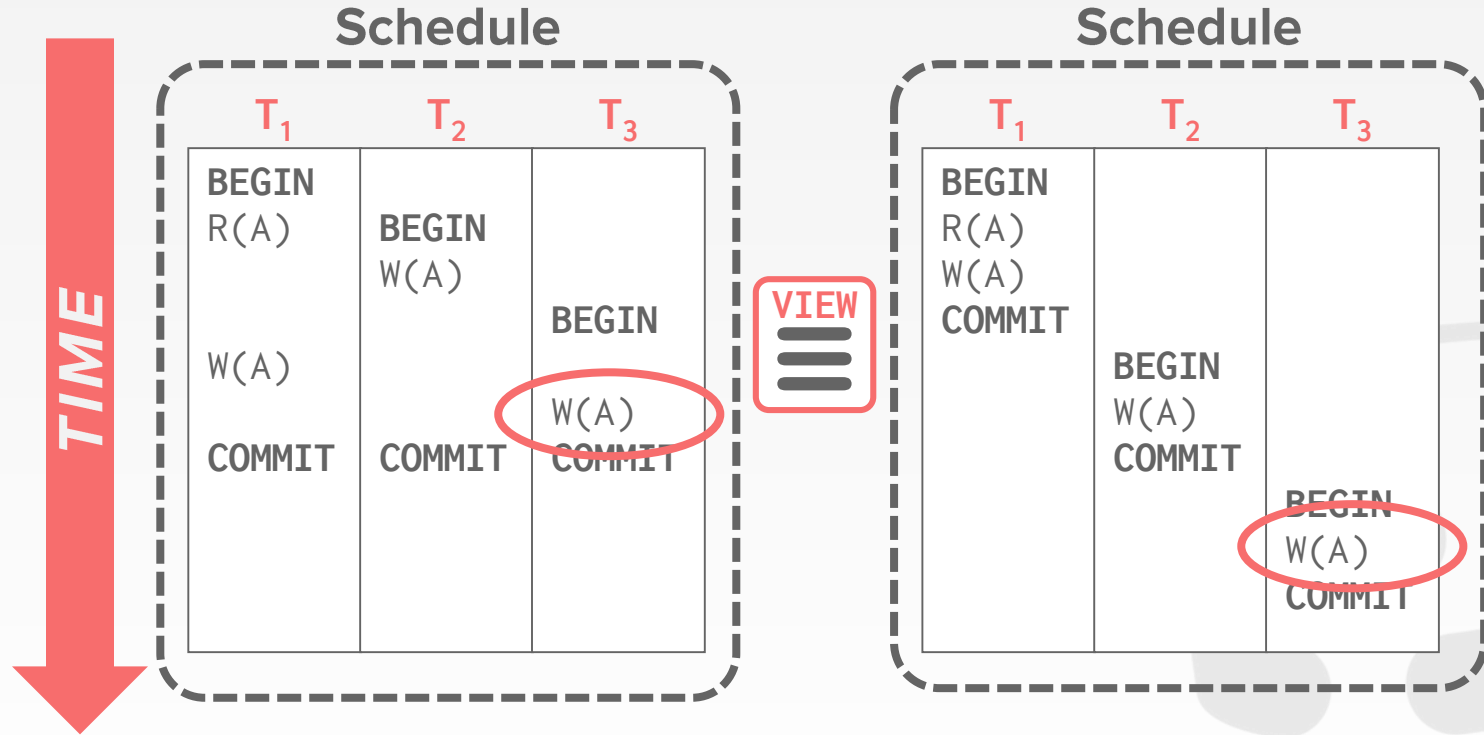 Schedule
T₁ T₂ T₃
BEGIN
R(A) BEGIN
W(A)
BEGIN
W(A)
W(A)
COMMIT COMMIT COMMIT
TIME
VIEW
Schedule
T₁ T₂ T₃
BEGIN
R(A)
W(A)
COMMIT
BEGIN
W(A)
COMMIT
BEGIN
W(A)
COMMIT